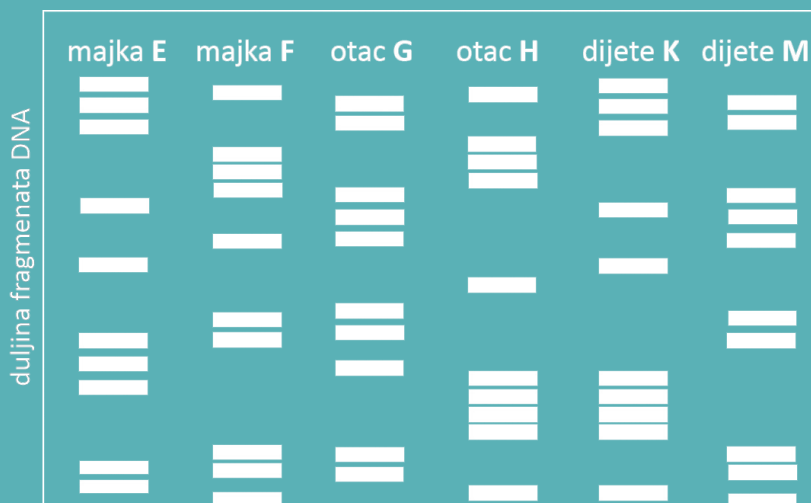 majka E
majka F
otac G
otac H
dijete K
dijete M
duljina fragmenata DNA